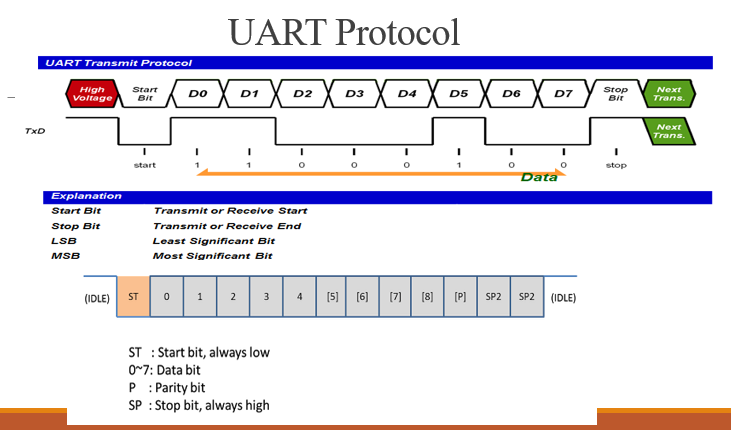 UART Protocol
UART Transmit Protocol
High Voltage Start Bit D0 D1 D2 D3 D4 D5 D6 D7 Stop Bit Next Trans.
TxD Next Trans.
start 1 1 0 0 0 1 0 0 stop
Data
Explanation
Start Bit Transmit or Receive Start
Stop Bit Transmit or Receive End
LSB Least Significant Bit
MSB Most Significant Bit
(IDLE) ST 0 1 2 3 4 [5] [6] [7] [8] [P] SP2 SP2 (IDLE)
ST : Start bit, always low
0~7: Data bit
P : Parity bit
SP : Stop bit, always high